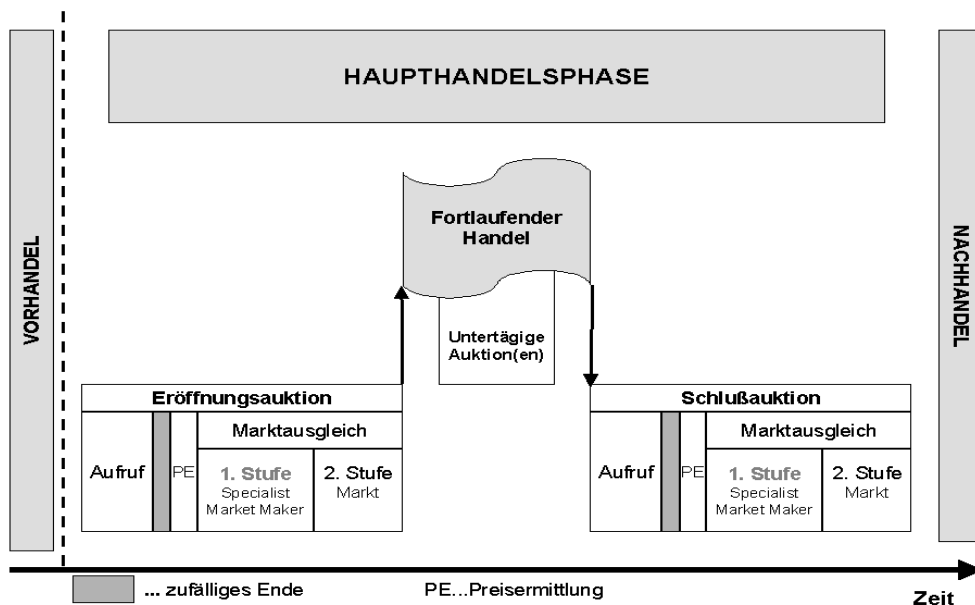 HAUPTHANDELSPHASE
VORHANDEL
Fortlaufender
Handel
NACHHANDEL
Untertägige
Auktion(en)
Eröffnungsauktion
Marktausgleich
Aufruf
PE
1. Stufe
Specialist
Market Maker
2. Stufe
Markt
Schlußauktion
Marktausgleich
Aufruf
PE
1. Stufe
Specialist
Market Maker
2. Stufe
Markt
... zufälliges Ende
PE...Preisermittlung
Zeit